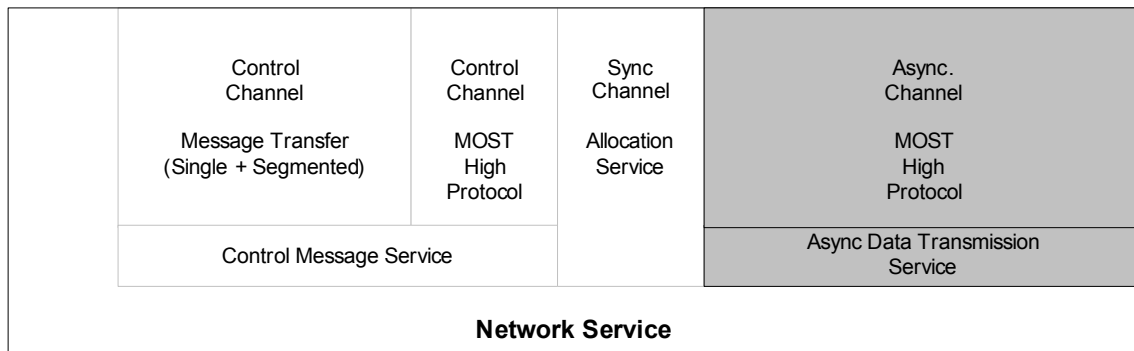 Control
Channel
Message Transfer
(Single + Segmented)
Control
Channel
MOST
High
Protocol
Control Message Service
Sync
Channel
Allocation
Service
Async.
Channel
MOST
High
Protocol
Async Data Transmission
Service
Network Service